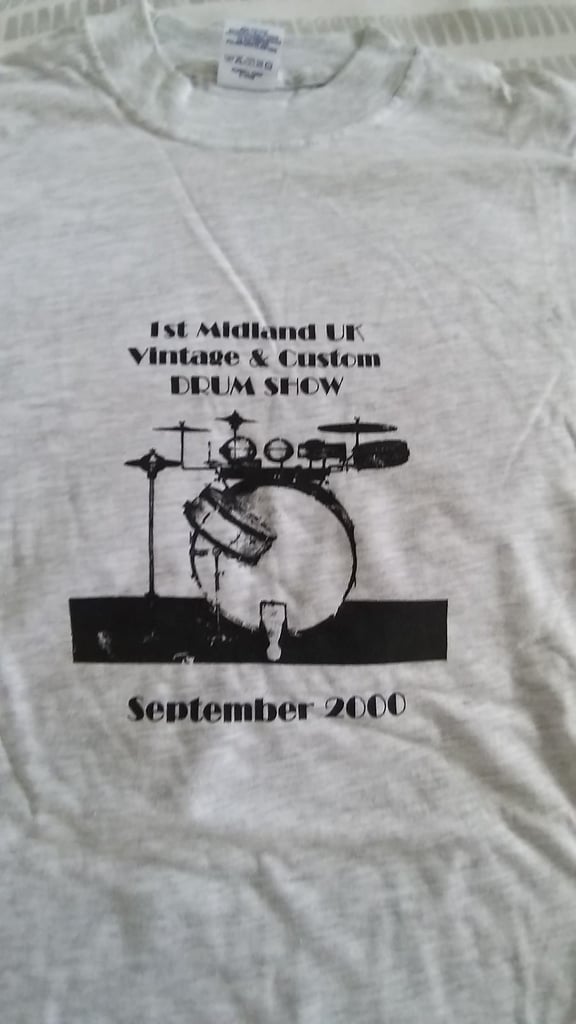 1st Midland UK
Vintage & Custom
DRUM SHOW
September 2000